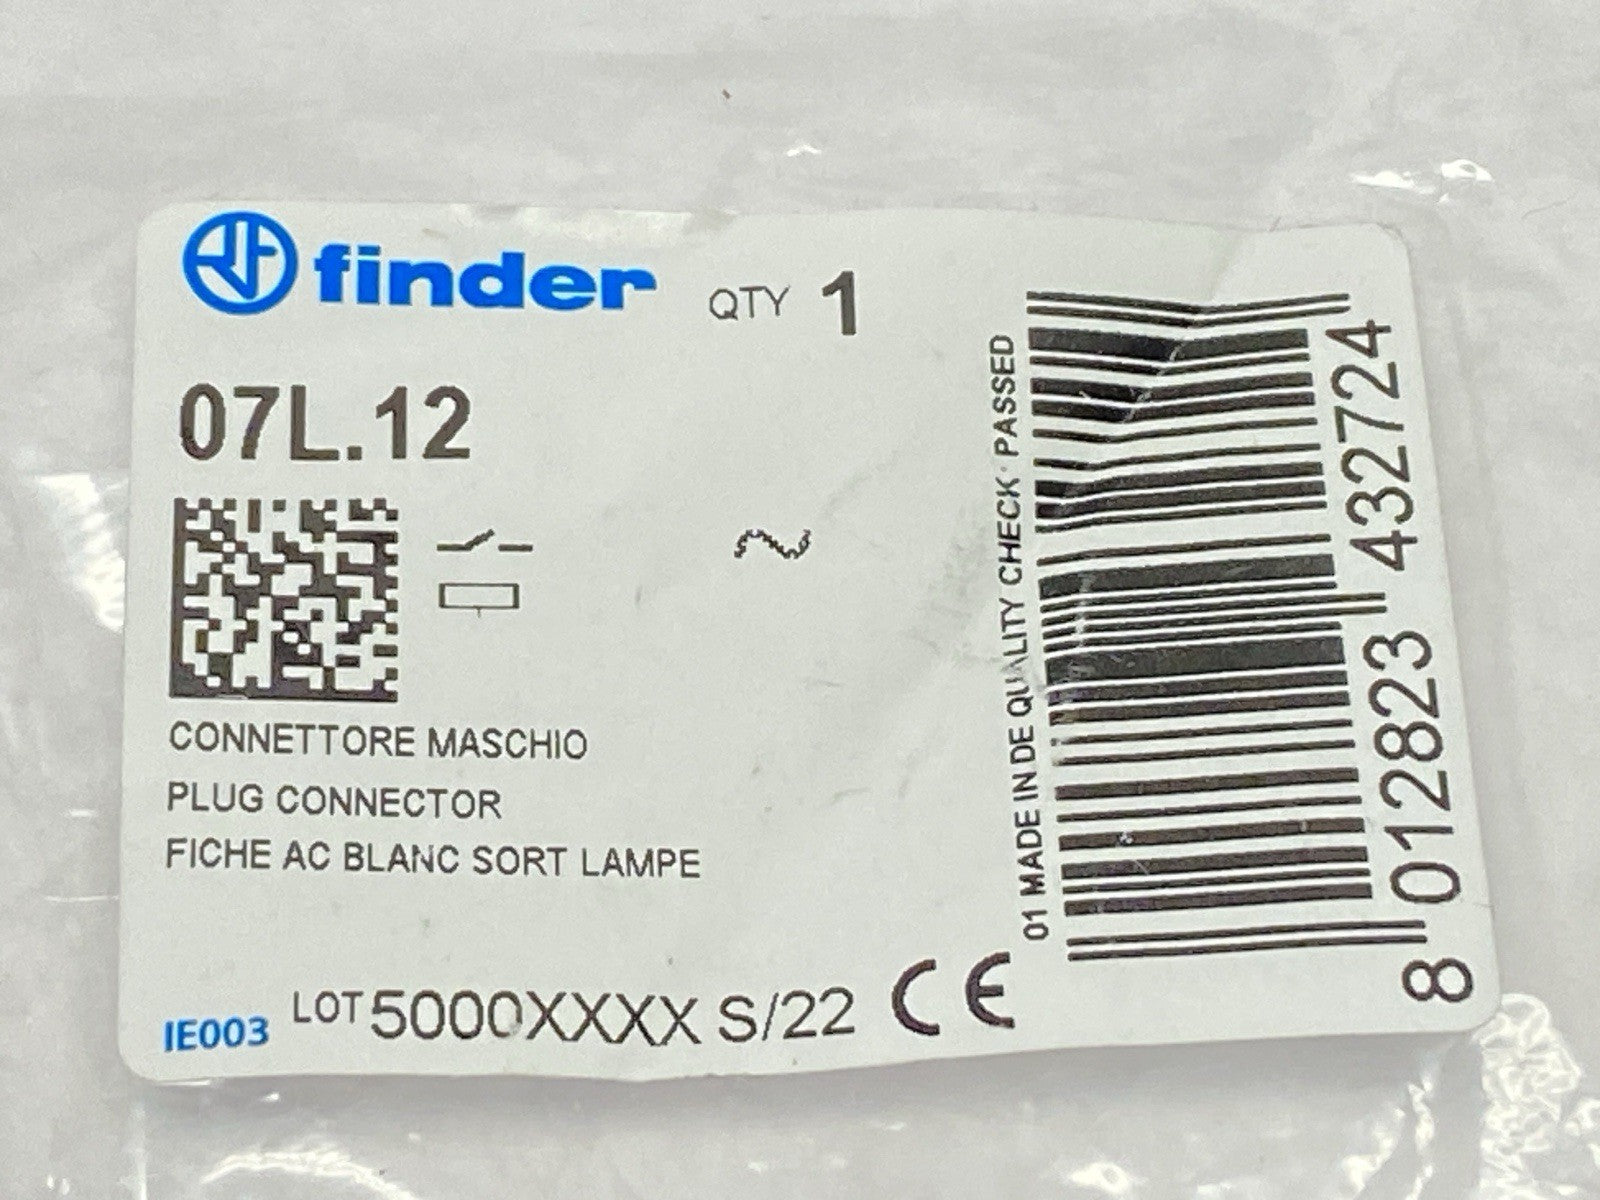 finder QTY 1
07L.12
CONNETTORE MASCHIO
PLUG CONNECTOR
FICHE AC BLANC SORT LAMPE
IE003 LOT 5000XXXX S/22 CE
01 MADE IN DE QUALITY CHECK: PASSED
8 012823 432724